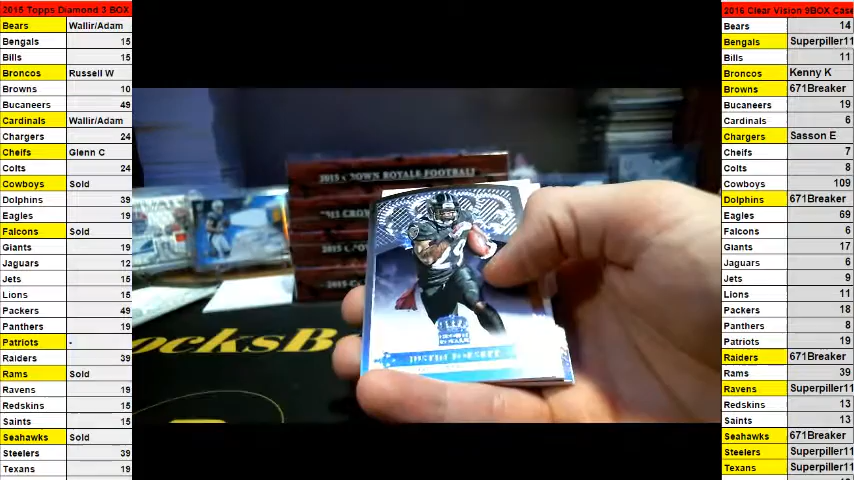 2015 Topps Diamond 3 BOX
Bears Wallir/Adam
Bengals 15
Bills 15
Broncos Russell W
Browns 10
Bucaneers 49
Cardinals Wallir/Adam
Chargers 24
Cheifs Glenn C
Colts 24
Cowboys Sold
Dolphins 39
Eagles 19
Falcons Sold
Giants 19
Jaguars 12
Jets 15
Lions 15
Packers 49
Panthers 19
Patriots -
Raiders 39
Rams Sold
Ravens 19
Redskins 15
Saints 15
Seahawks Sold
Steelers 39
Texans 19
2015 CROWN ROYALE FOOTBALL
ocksB
2016 Clear Vision 9BOX Case
Bears 14
Bengals Superpiller11
Bills 11
Broncos Kenny K
Browns 671Breaker
Bucaneers 19
Cardinals 6
Chargers Sasson E
Cheifs 7
Colts 8
Cowboys 109
Dolphins 671Breaker
Eagles 69
Falcons 6
Giants 17
Jaguars 6
Jets 9
Lions 11
Packers 18
Panthers 8
Patriots 19
Raiders 671Breaker
Rams 39
Ravens Superpiller11
Redskins 13
Saints 13
Seahawks 671Breaker
Steelers Superpiller11
Texans Superpiller11